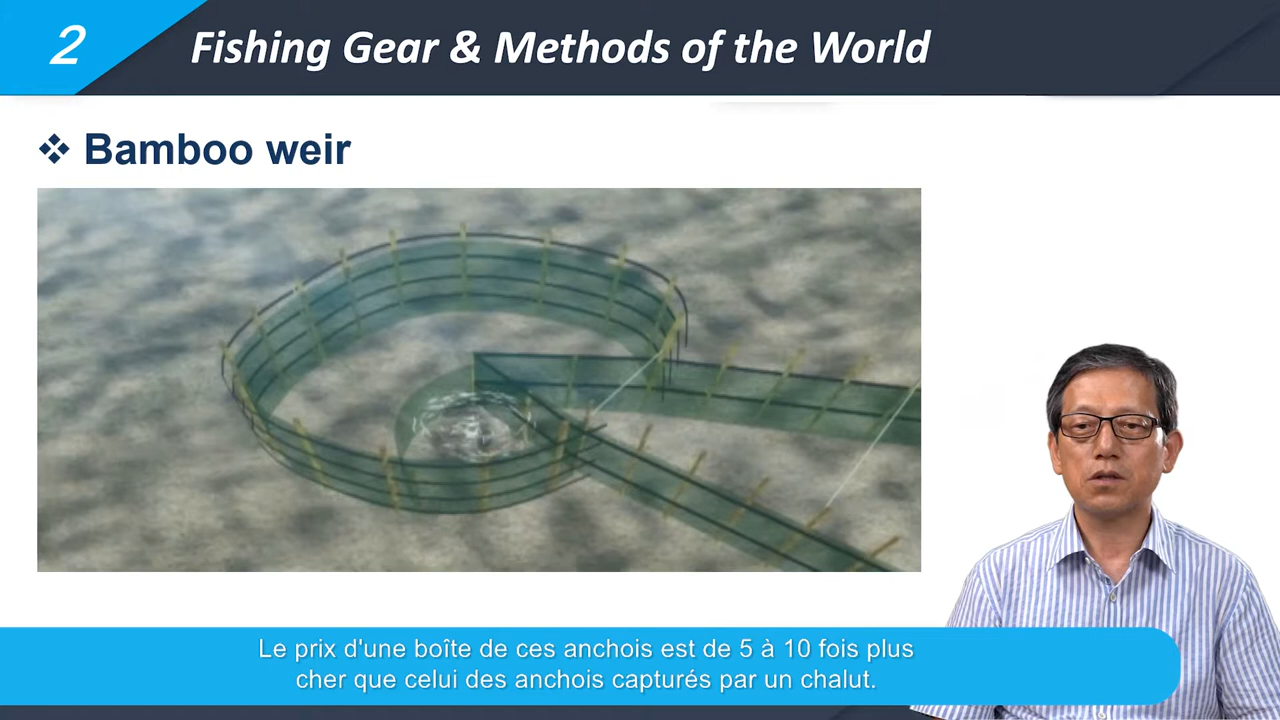 2
Fishing Gear & Methods of the World
❖ Bamboo weir
Le prix d'une boîte de ces anchois est de 5 à 10 fois plus
cher que celui des anchois capturés par un chalut.